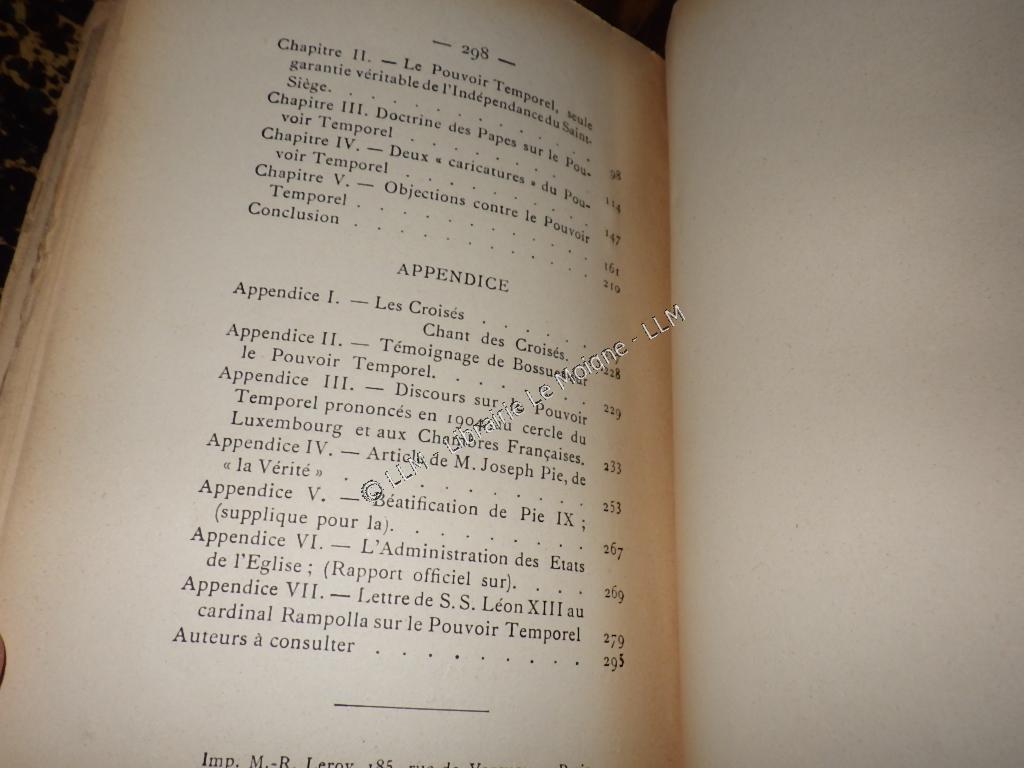 — 298 —
Chapitre II. — Le Pouvoir Temporel, seule
garantie véritable de l'Indépendance du Saint-
Siège. . . . . . . . . . . 98
Chapitre III. Doctrine des Papes sur le Pou-
voir Temporel . . . . . . . . 114
Chapitre IV. — Deux « caricatures » du Pou-
voir Temporel . . . . . . . . 147
Chapitre V. — Objections contre le Pouvoir
Temporel . . . . . . . . . . 161
Conclusion . . . . . . . . . . 210
APPENDICE
Appendice I. — Les Croisés . . . . . .
Chant des Croisés. . 228
Appendice II. — Témoignage de Bossuet sur
le Pouvoir Temporel. . . . . . . 229
Appendice III. — Discours sur le Pouvoir
Temporel prononcés en 1904 au cercle du
Luxembourg et aux Chambres Françaises. 233
Appendice IV. — Article de M. Joseph Pie, de
« la Vérité » . . . . . . . . . . 253
Appendice V. — Béatification de Pie IX ;
(supplique pour la). . . . . . . . 267
Appendice VI. — L'Administration des Etats
de l'Eglise ; (Rapport officiel sur). . . . 269
Appendice VII. — Lettre de S. S. Léon XIII au
cardinal Rampolla sur le Pouvoir Temporel 279
Auteurs à consulter . . . . . . . . . 295
Imp. M.-R. Leroy, 185, rue de
© LLM - Librairie Le Moigne - LLM